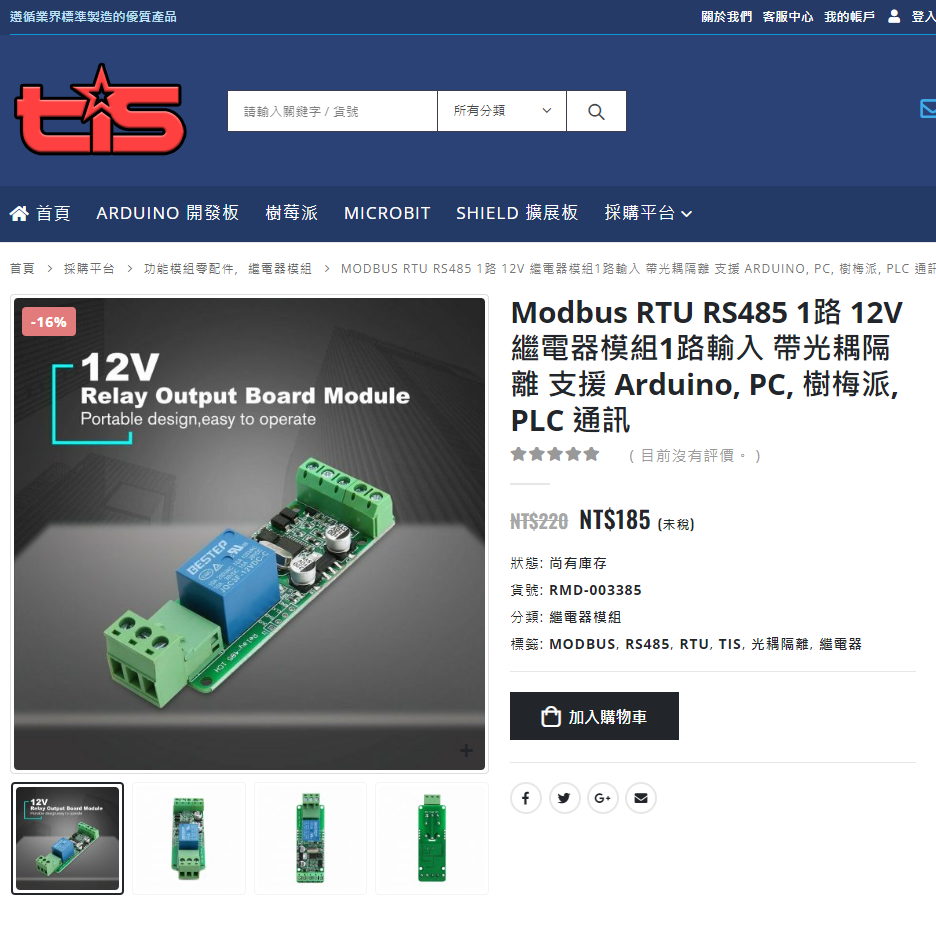 遵循業界標準製造的優質產品
關於我們 客服中心 我的帳戶 登入
tis
請輸入關鍵字 / 貨號
所有分類
首頁 ARDUINO 開發板 樹莓派 MICROBIT SHIELD 擴展板 採購平台
首頁 > 採購平台 > 功能模組零配件, 繼電器模組 > MODBUS RTU RS485 1路 12V 繼電器模組1路輸入 帶光耦隔離 支援 ARDUINO, PC, 樹梅派, PLC 通訊
-16%
12V
Relay Output Board Module
Portable design,easy to operate
BESTEP
Modbus RTU RS485 1路 12V
繼電器模組1路輸入 帶光耦隔
離 支援 Arduino, PC, 樹梅派,
PLC 通訊
( 目前沒有評價。 )
NT$220 NT$185 (未稅)
狀態: 尚有庫存
貨號: RMD-003385
分類: 繼電器模組
標籤: MODBUS, RS485, RTU, TIS, 光耦隔離, 繼電器
加入購物車
12V
Relay Output Board Module
Portable design,easy to operate